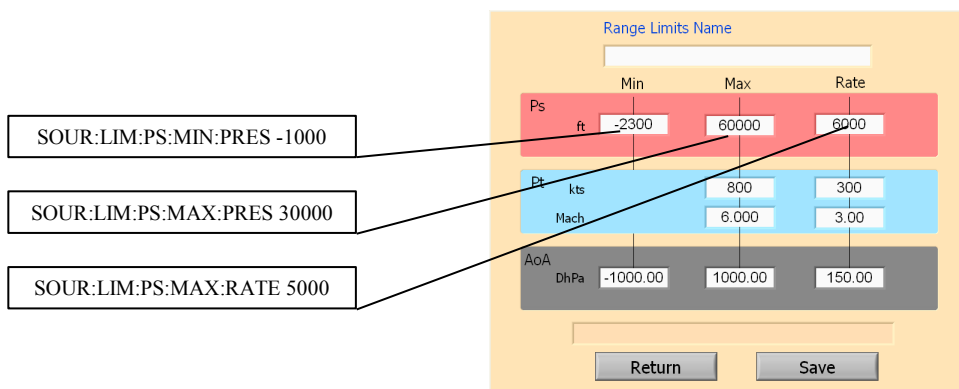 Range Limits Name
Min Max Rate
Ps
ft -2300 60000 6000
SOUR:LIM:PS:MIN:PRES -1000
Pt
kts 800 300
SOUR:LIM:PS:MAX:PRES 30000
Mach 6.000 3.00
AoA
DhPa -1000.00 1000.00 150.00
SOUR:LIM:PS:MAX:RATE 5000
Return Save